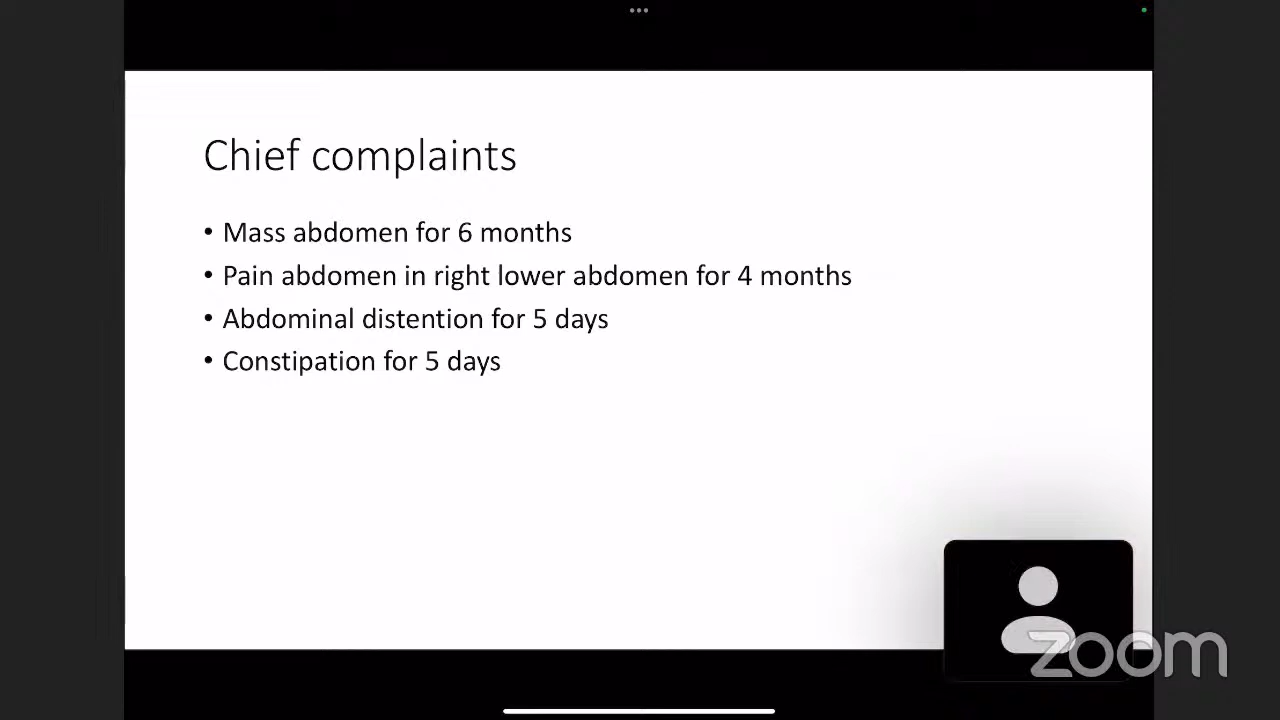 Chief complaints
• Mass abdomen for 6 months
• Pain abdomen in right lower abdomen for 4 months
• Abdominal distention for 5 days
• Constipation for 5 days
zoom